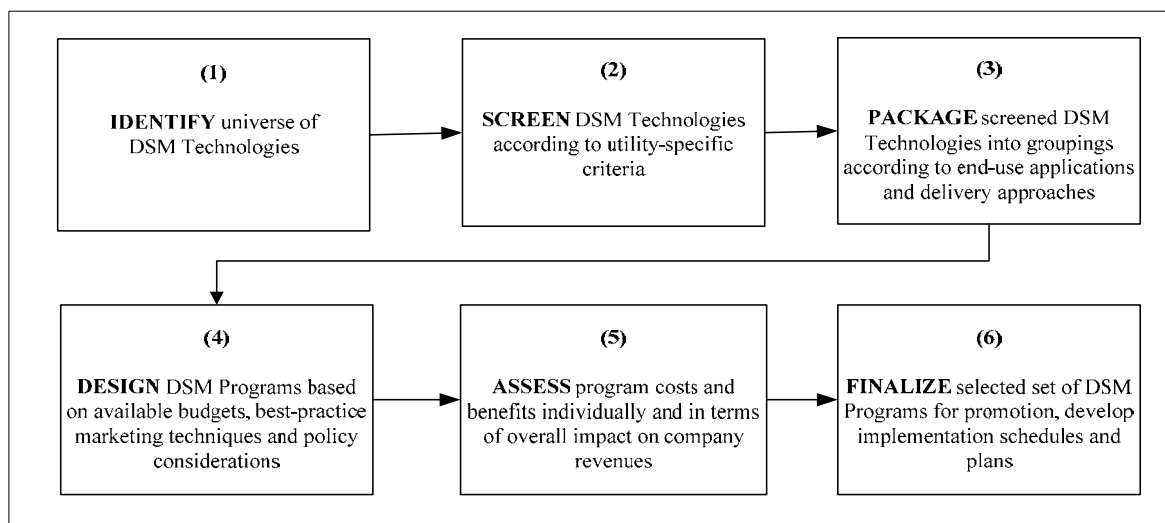 (1)
IDENTIFY universe of
DSM Technologies
(2)
SCREEN DSM Technologies
according to utility-specific
criteria
(3)
PACKAGE screened DSM
Technologies into groupings
according to end-use applications
and delivery approaches
(4)
DESIGN DSM Programs based
on available budgets, best-practice
marketing techniques and policy
considerations
(5)
ASSESS program costs and
benefits individually and in terms
of overall impact on company
revenues
(6)
FINALIZE selected set of DSM
Programs for promotion, develop
implementation schedules and
plans